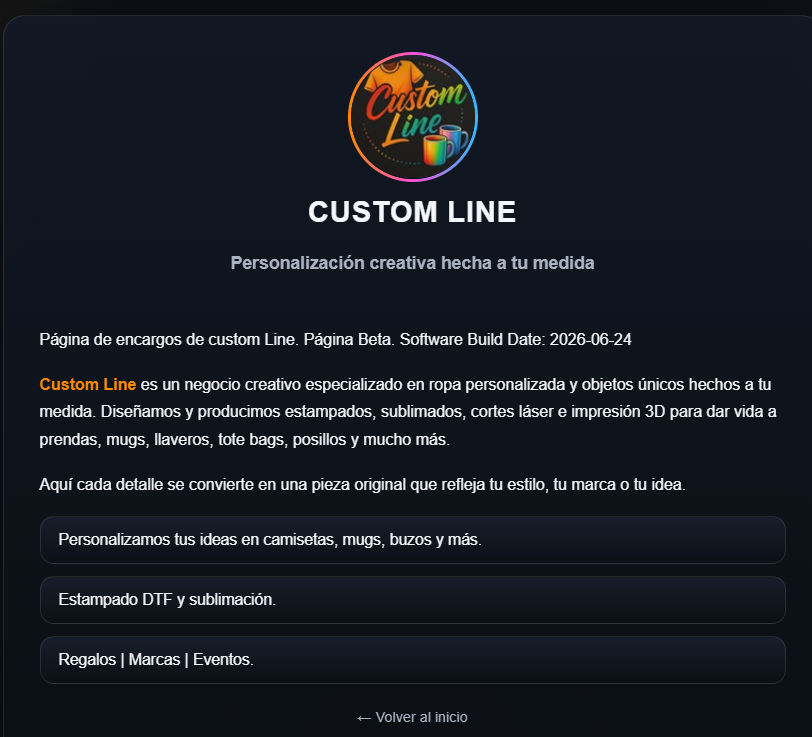 Custom
Line
CUSTOM LINE
Personalización creativa hecha a tu medida
Página de encargos de custom Line. Página Beta. Software Build Date: 2026-06-24
Custom Line es un negocio creativo especializado en ropa personalizada y objetos únicos hechos a tu
medida. Diseñamos y producimos estampados, sublimados, cortes láser e impresión 3D para dar vida a
prendas, mugs, llaveros, tote bags, posillos y mucho más.
Aquí cada detalle se convierte en una pieza original que refleja tu estilo, tu marca o tu idea.
Personalizamos tus ideas en camisetas, mugs, buzos y más.
Estampado DTF y sublimación.
Regalos | Marcas | Eventos.
← Volver al inicio